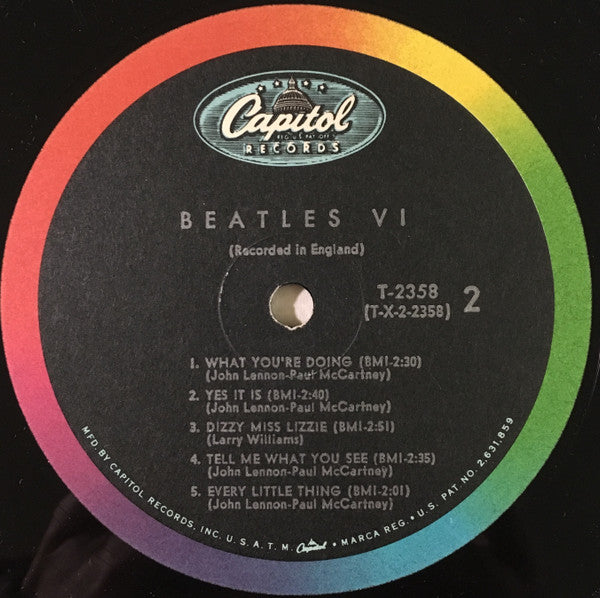 Capitol
REG. U.S. PAT. OFF.
RECORDS
BEATLES VI
(Recorded in England)
T-2358
(T-X-2-2358)
2
1. WHAT YOU'RE DOING (BMI-2:30)
(John Lennon-Paul McCartney)
2. YES IT IS (BMI-2:40)
(John Lennon-Paul McCartney)
3. DIZZY MISS LIZZIE (BMI-2:51)
(Larry Williams)
4. TELL ME WHAT YOU SEE (BMI-2:35)
(John Lennon-Paul McCartney)
5. EVERY LITTLE THING (BMI-2:01)
(John Lennon-Paul McCartney)
MFD. BY CAPITOL RECORDS, INC. U.S.A. T.M. Capitol • MARCA REG. • U.S. PAT. NO. 2,631,859